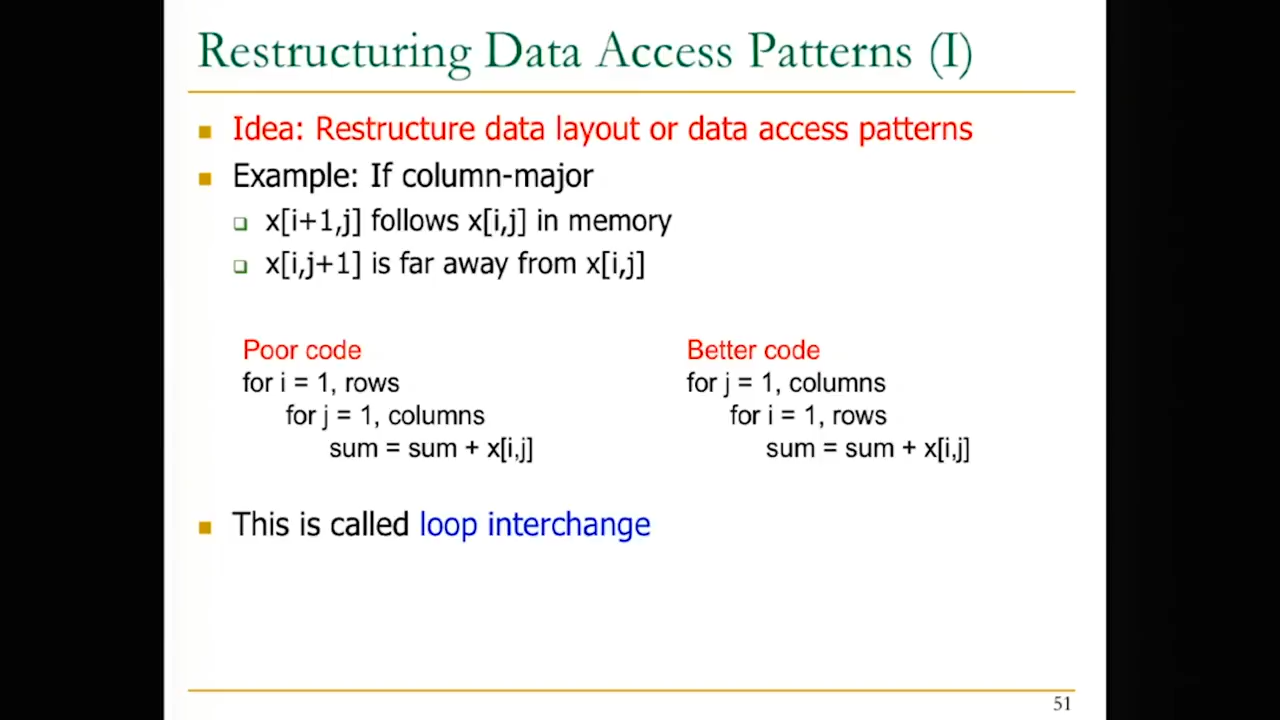 Restructuring Data Access Patterns (I)
Idea: Restructure data layout or data access patterns
Example: If column-major
x[i+1,j] follows x[i,j] in memory
x[i,j+1] is far away from x[i,j]
Poor code
for i = 1, rows
for j = 1, columns
sum = sum + x[i,j]
Better code
for j = 1, columns
for i = 1, rows
sum = sum + x[i,j]
This is called loop interchange
51